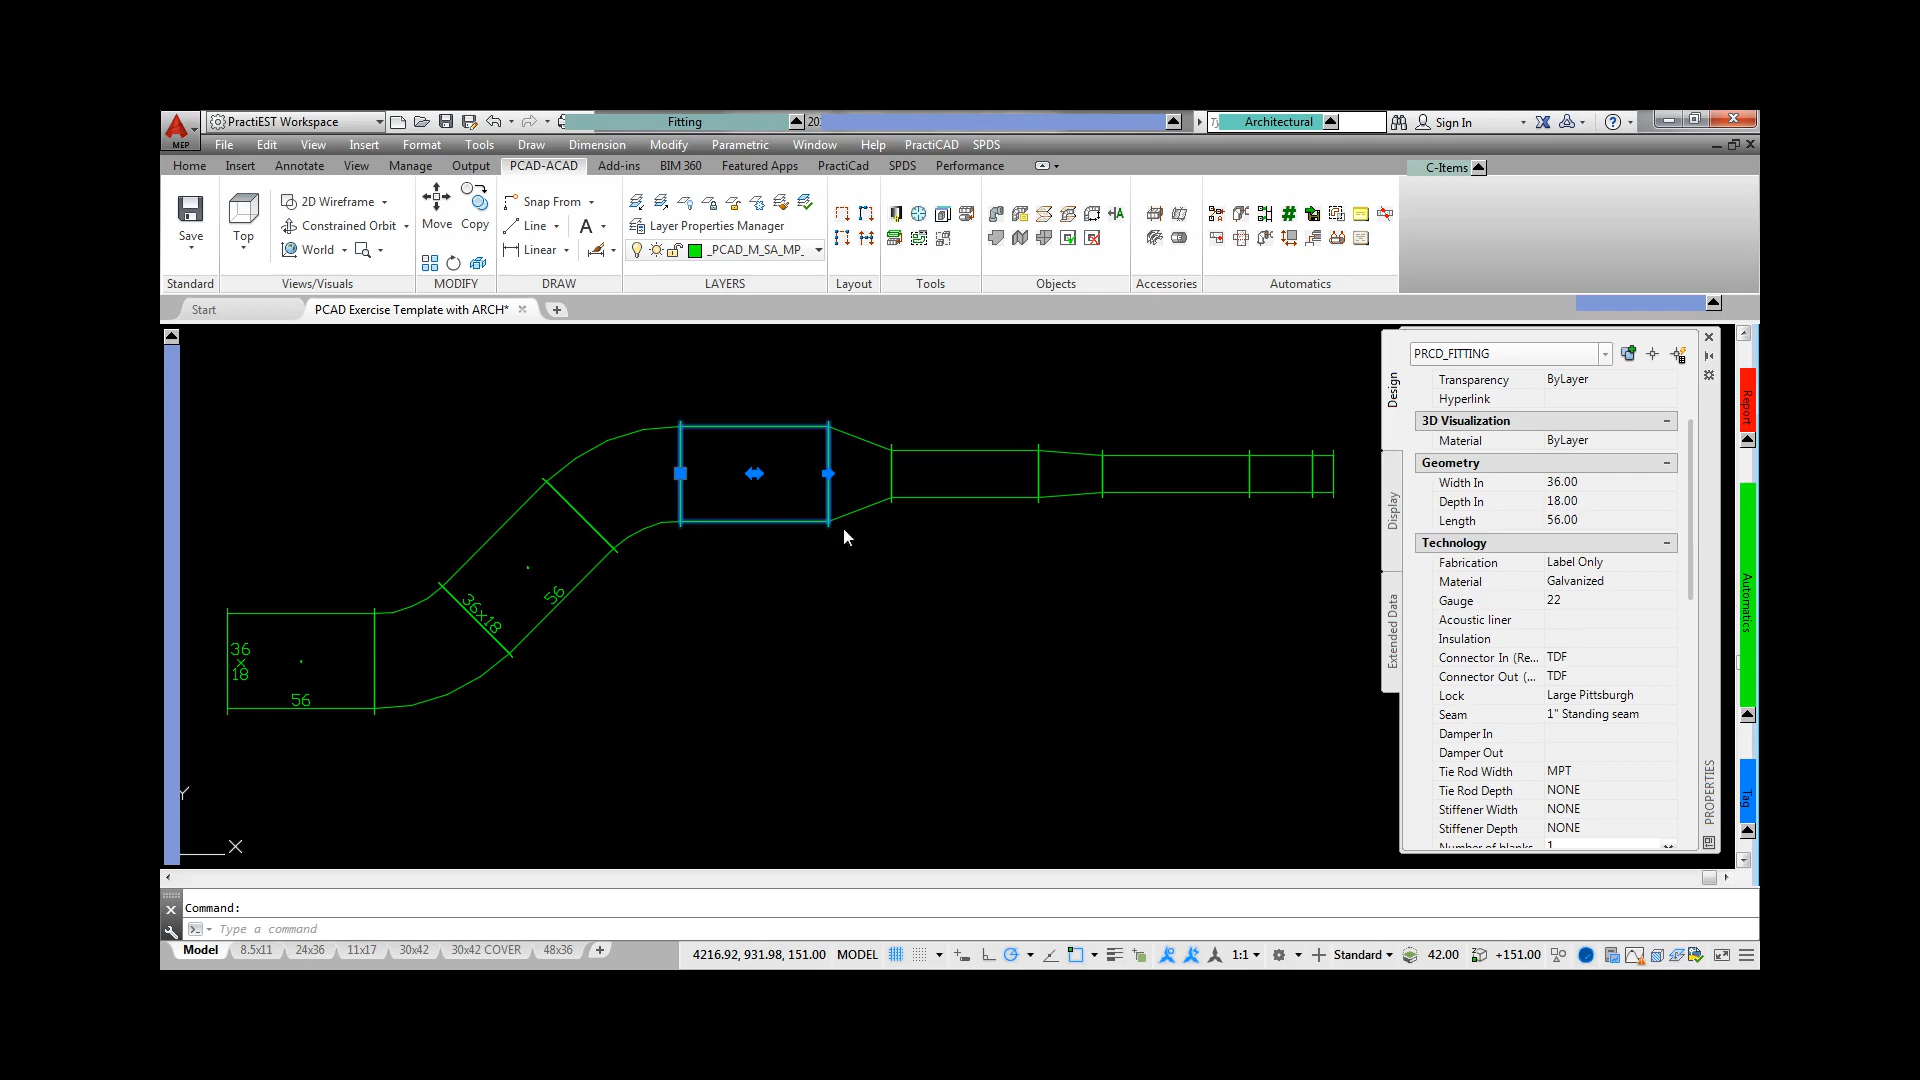 PractiEST Workspace
Fitting
20
Architectural
Sign In
MEP
File Edit View Insert Format Tools Draw Dimension Modify Parametric Window Help PractiCAD SPDS
Home Insert Annotate View Manage Output PCAD-ACAD Add-ins BIM 360 Featured Apps PractiCad SPDS Performance
C-Items
Save
Top
2D Wireframe
Constrained Orbit
World
Move Copy
Snap From
Line
A
Linear
Layer Properties Manager
_PCAD_M_SA_MP_
Standard Views/Visuals MODIFY DRAW LAYERS Layout Tools Objects Accessories Automatics
Start
PCAD Exercise Template with ARCH*
36
×
18
56
36x18
56
Y
X
Design
Display
Extended Data
PRCD_FITTING
Transparency ByLayer
Hyperlink
3D Visualization
Material ByLayer
Geometry
Width In 36.00
Depth In 18.00
Length 56.00
Technology
Fabrication Label Only
Material Galvanized
Gauge 22
Acoustic liner
Insulation
Connector In (Re... TDF
Connector Out (... TDF
Lock Large Pittsburgh
Seam 1" Standing seam
Damper In
Damper Out
Tie Rod Width MPT
Tie Rod Depth NONE
Stiffener Width NONE
Stiffener Depth NONE
Number of blanks 1
PROPERTIES
Report
Automatics
Tag
Command:
Type a command
Model 8.5x11 24x36 11x17 30x42 30x42 COVER 48x36
4216.92, 931.98, 151.00 MODEL 1:1 Standard 42.00 +151.00